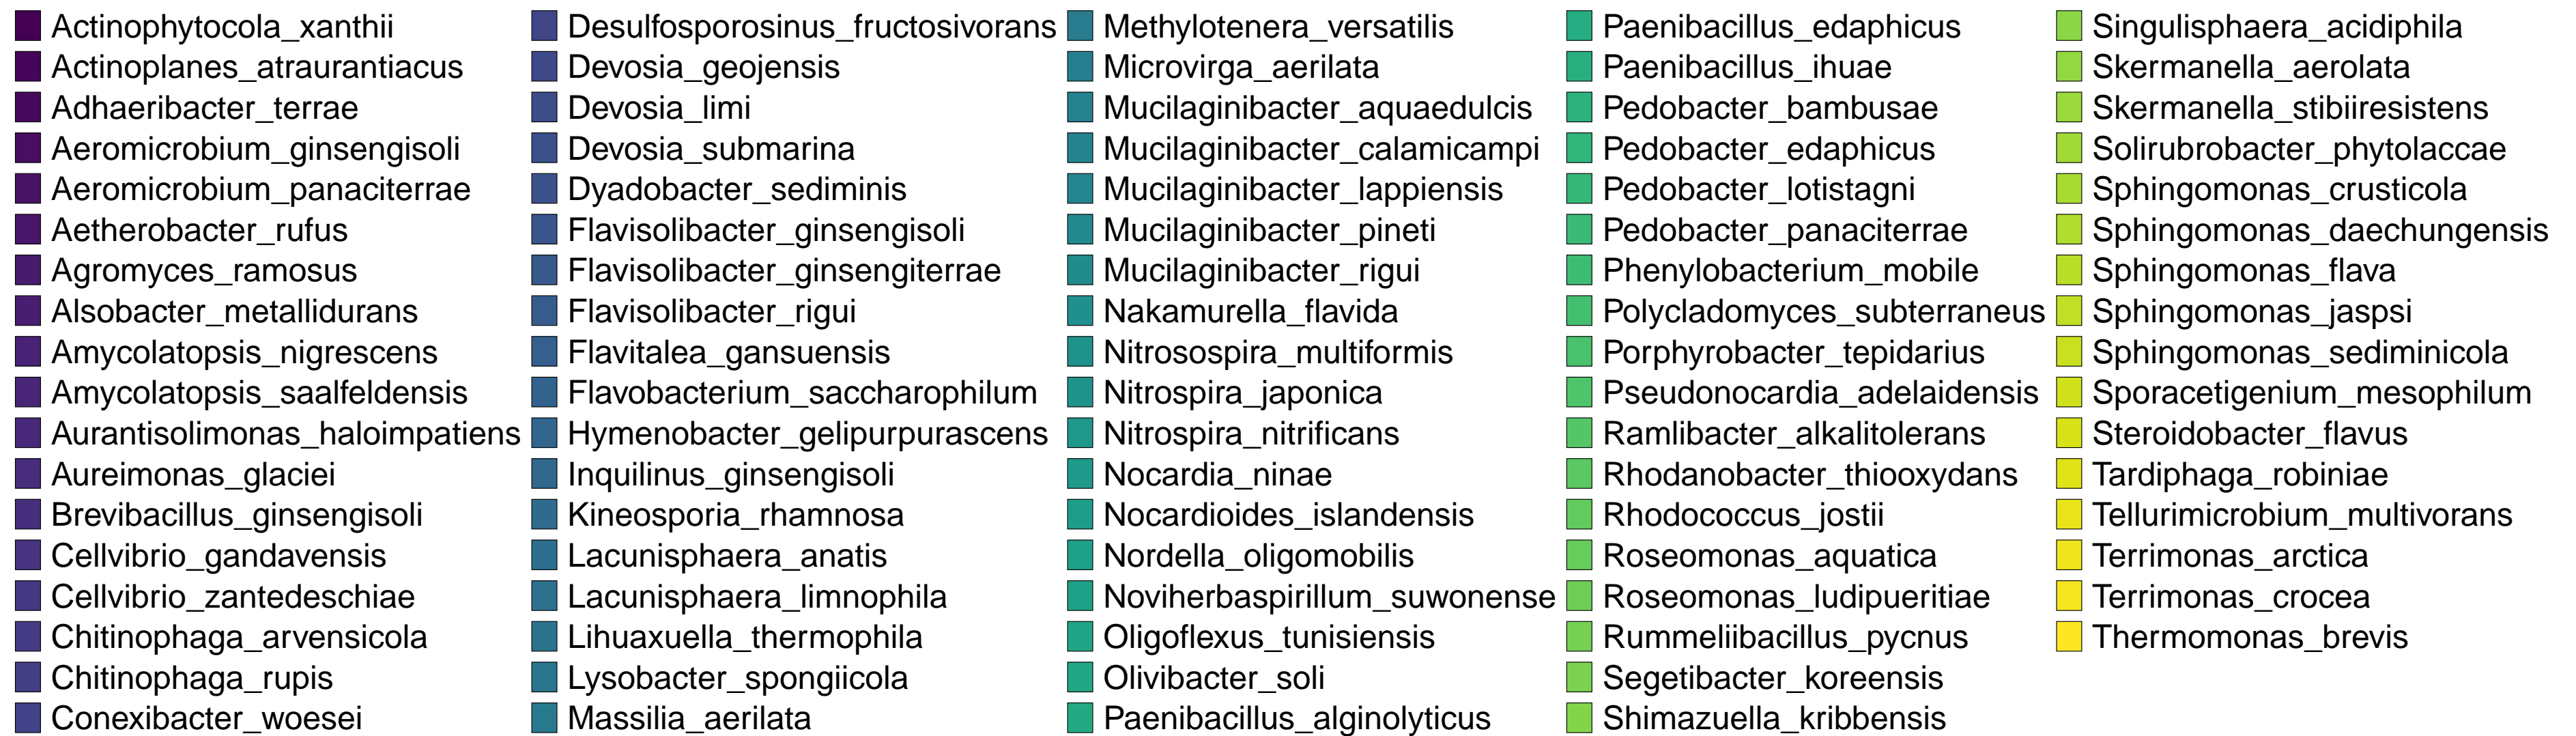 Actinophytocola_xanthii
Actinoplanes_atraurantiacus
Adhaeribacter_terrae
Aeromicrobium_ginsengisoli
Aeromicrobium_panaciterrae
Aetherobacter_rufus
Agromyces_ramosus
Alsobacter_metallidurans
Amycolatopsis_nigrescens
Amycolatopsis_saalfeldensis
Aurantisolimonas_haloimpatiens
Aureimonas_glaciei
Brevibacillus_ginsengisoli
Cellvibrio_gandavensis
Cellvibrio_zantedeschiae
Chitinophaga_arvensicola
Chitinophaga_rupis
Conexibacter_woesei
Desulfosporosinus_fructosivorans
Devosia_geojensis
Devosia_limi
Devosia_submarina
Dyadobacter_sediminis
Flavisolibacter_ginsengisoli
Flavisolibacter_ginsengiterrae
Flavisolibacter_rigui
Flavitalea_gansuensis
Flavobacterium_saccharophilum
Hymenobacter_gelipurpurascens
Inquilinus_ginsengisoli
Kineosporia_rhamnosa
Lacunisphaera_anatis
Lacunisphaera_limnophila
Lihuaxuella_thermophila
Lysobacter_spongiicola
Massilia_aerilata
Methylotenera_versatilis
Microvirga_aerilata
Mucilaginibacter_aquaedulcis
Mucilaginibacter_calamicampi
Mucilaginibacter_lappiensis
Mucilaginibacter_pineti
Mucilaginibacter_rigui
Nakamurella_flavida
Nitrosospira_multiformis
Nitrospira_japonica
Nitrospira_nitrificans
Nocardia_ninae
Nocardioides_islandensis
Nordella_oligomobilis
Noviherbaspirillum_suwonense
Oligoflexus_tunisiensis
Olivibacter_soli
Paenibacillus_alginolyticus
Paenibacillus_edaphicus
Paenibacillus_ihuae
Pedobacter_bambusae
Pedobacter_edaphicus
Pedobacter_lotistagni
Pedobacter_panaciterrae
Phenylobacterium_mobile
Polycladomyces_subterraneus
Porphyrobacter_tepidarius
Pseudonocardia_adelaidensis
Ramlibacter_alkalitolerans
Rhodanobacter_thiooxydans
Rhodococcus_jostii
Roseomonas_aquatica
Roseomonas_ludipueritiae
Rummeliibacillus_pycnus
Segetibacter_koreensis
Shimazuella_kribbensis
Singulisphaera_acidiphila
Skermanella_aerolata
Skermanella_stibiiresistens
Solirubrobacter_phytolaccae
Sphingomonas_crusticola
Sphingomonas_daechungensis
Sphingomonas_flava
Sphingomonas_jaspsi
Sphingomonas_sediminicola
Sporacetigenium_mesophilum
Steroidobacter_flavus
Tardiphaga_robiniae
Tellurimicrobium_multivorans
Terrimonas_arctica
Terrimonas_crocea
Thermomonas_brevis